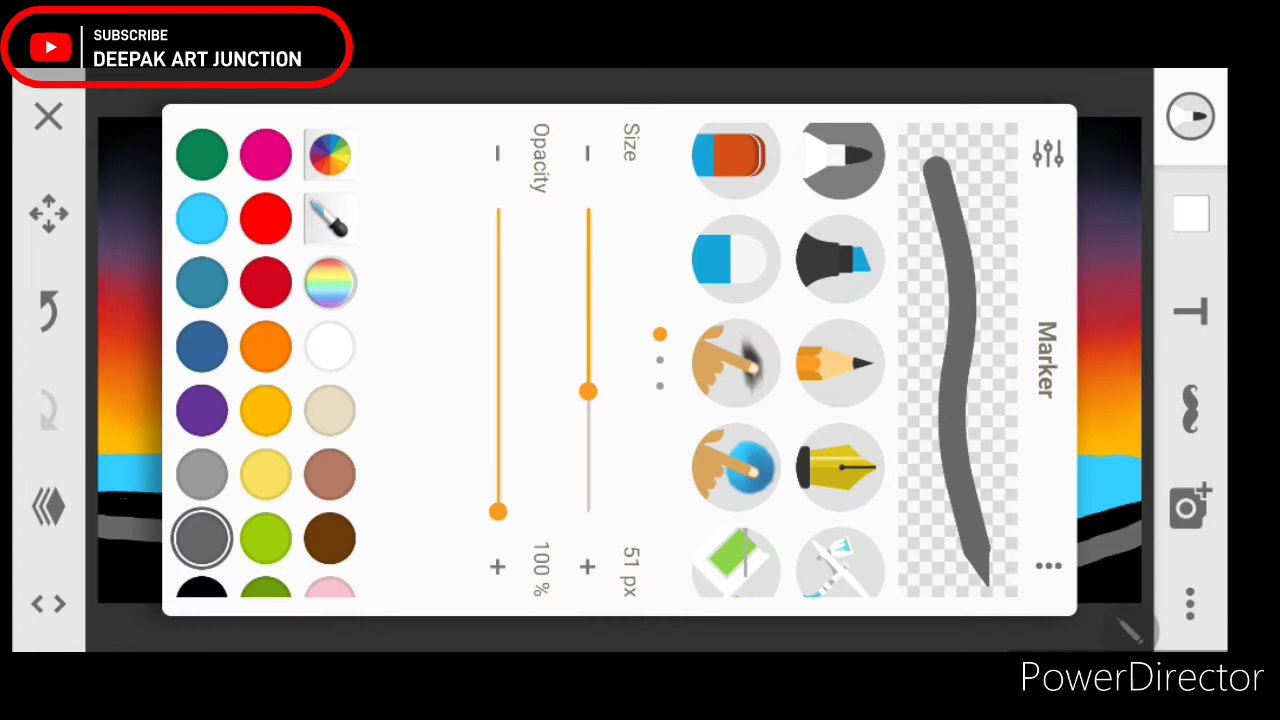 SUBSCRIBE
DEEPAK ART JUNCTION
Marker
Size
51 px
Opacity
100 %
T
PowerDirector